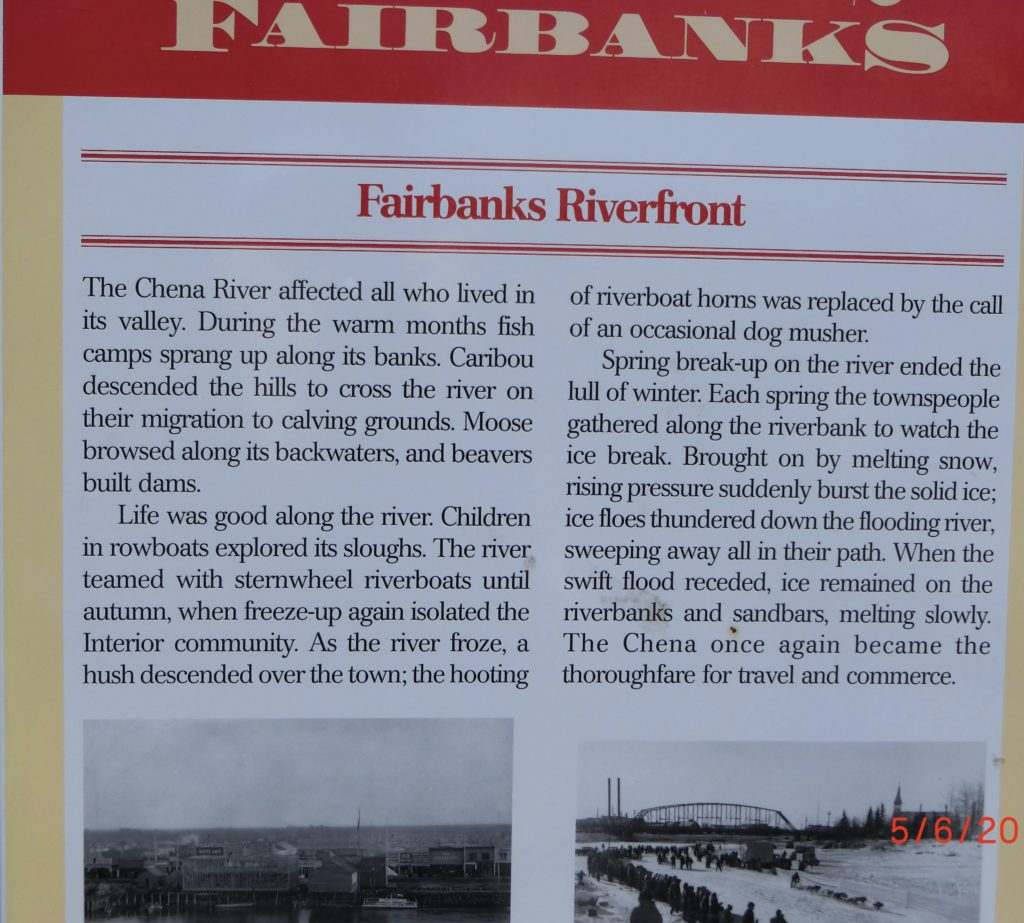 FAIRBANKS
Fairbanks Riverfront
The Chena River affected all who lived in
its valley. During the warm months fish
camps sprang up along its banks. Caribou
descended the hills to cross the river on
their migration to calving grounds. Moose
browsed along its backwaters, and beavers
built dams.
Life was good along the river. Children
in rowboats explored its sloughs. The river
teamed with sternwheel riverboats until
autumn, when freeze-up again isolated the
Interior community. As the river froze, a
hush descended over the town; the hooting
of riverboat horns was replaced by the call
of an occasional dog musher.
Spring break-up on the river ended the
lull of winter. Each spring the townspeople
gathered along the riverbank to watch the
ice break. Brought on by melting snow,
rising pressure suddenly burst the solid ice;
ice floes thundered down the flooding river,
sweeping away all in their path. When the
swift flood receded, ice remained on the
riverbanks and sandbars, melting slowly.
The Chena once again became the
thoroughfare for travel and commerce.
5/6/20